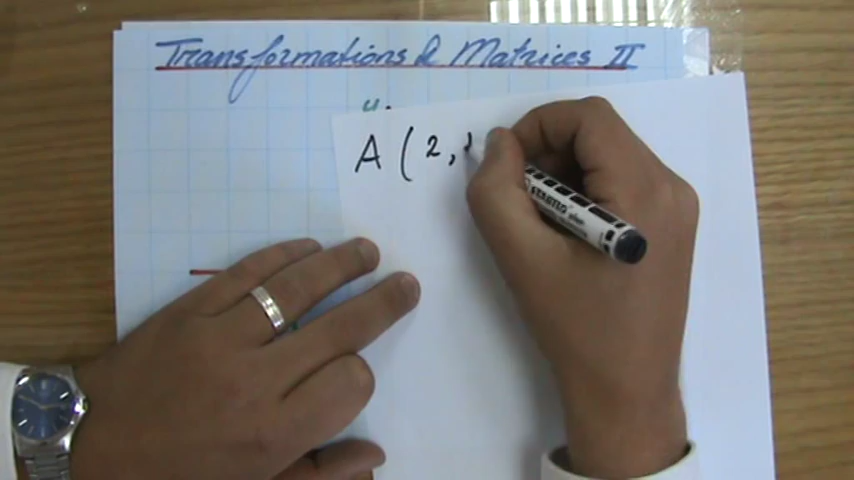 Transformations & Matrices II
y
A (2,